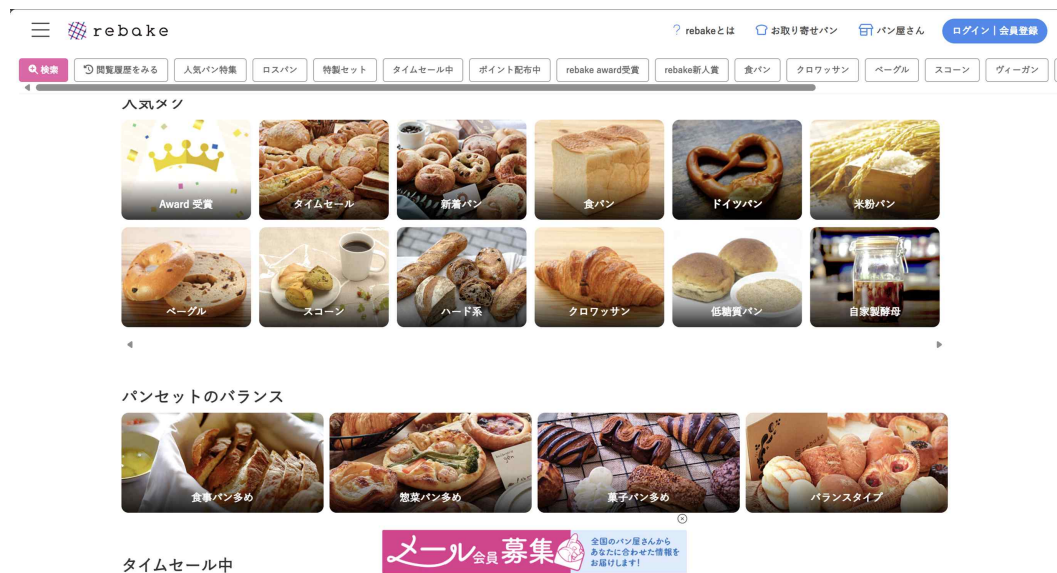 rebake
? rebakeとは
お取り寄せパン
パン屋さん
ログイン | 会員登録
検索
閲覧履歴をみる
人気パン特集
ロスパン
特製セット
タイムセール中
ポイント配布中
rebake award受賞
rebake新人賞
食パン
クロワッサン
ベーグル
スコーン
ヴィーガン
人気タグ
Award 受賞
タイムセール
新着パン
食パン
ドイツパン
米粉パン
ベーグル
スコーン
ハード系
クロワッサン
低糖質パン
自家製酵母
パンセットのバランス
食事パン多め
惣菜パン多め
菓子パン多め
バランスタイプ
メール会員募集
全国のパン屋さんから
あなたに合わせた情報を
お届けします!
タイムセール中